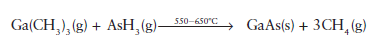 Ga(CH₃)₃(g) + AsH₃(g) —550–650°C→ GaAs(s) + 3CH₄(g)